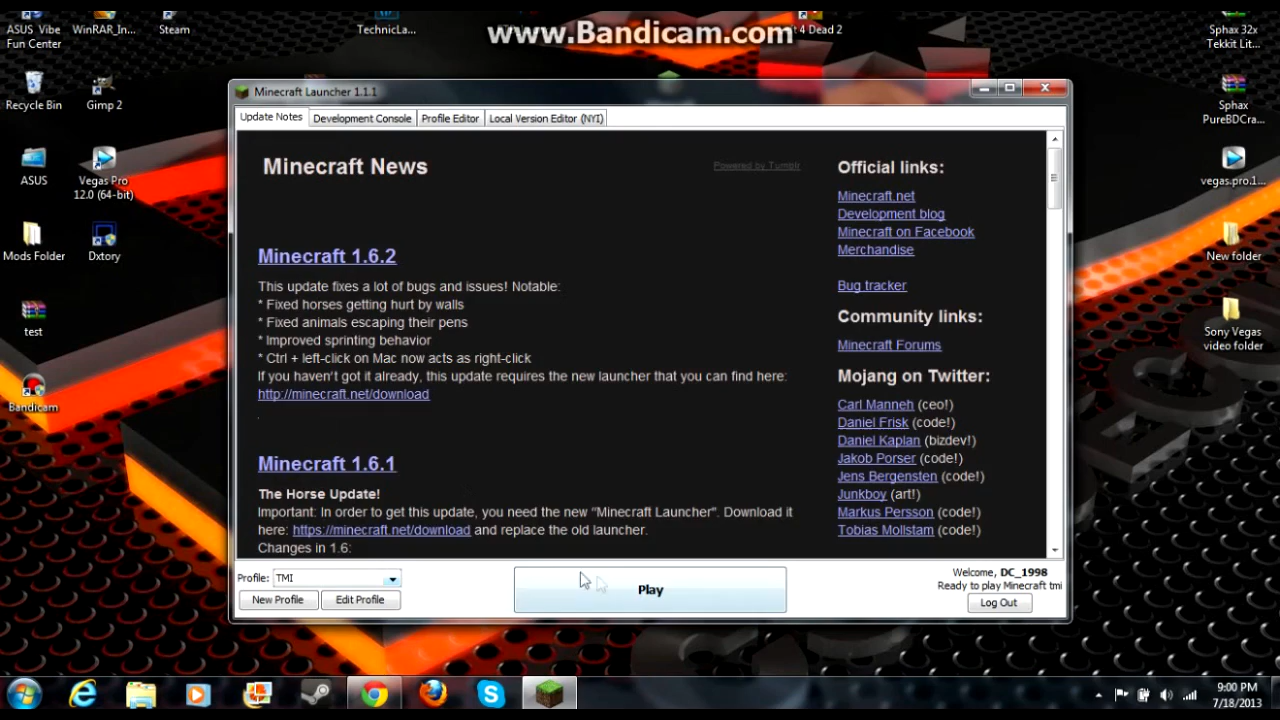 www.Bandicam.com
ASUS Vibe
Fun Center
WinRAR_In...
Steam
TechnicLa...
4 Dead 2
Sphax 32x
Tekkit Lit...
Recycle Bin
Gimp 2
Sphax
PureBDCra...
ASUS
Vegas Pro
12.0 (64-bit)
vegas.pro.1...
Mods Folder
Dxtory
New folder
test
Sony Vegas
video folder
Bandicam
Minecraft Launcher 1.1.1
Update Notes
Development Console
Profile Editor
Local Version Editor (NYI)
Minecraft News
Powered by Tumblr
Minecraft 1.6.2
This update fixes a lot of bugs and issues! Notable:
* Fixed horses getting hurt by walls
* Fixed animals escaping their pens
* Improved sprinting behavior
* Ctrl + left-click on Mac now acts as right-click
If you haven't got it already, this update requires the new launcher that you can find here:
http://minecraft.net/download
.
Minecraft 1.6.1
The Horse Update!
Important: In order to get this update, you need the new “Minecraft Launcher”. Download it
here: https://minecraft.net/download and replace the old launcher.
Changes in 1.6:
Official links:
Minecraft.net
Development blog
Minecraft on Facebook
Merchandise
Bug tracker
Community links:
Minecraft Forums
Mojang on Twitter:
Carl Manneh (ceo!)
Daniel Frisk (code!)
Daniel Kaplan (bizdev!)
Jakob Porser (code!)
Jens Bergensten (code!)
Junkboy (art!)
Markus Persson (code!)
Tobias Mollstam (code!)
Profile: TMI
New Profile
Edit Profile
Play
Welcome, DC_1998
Ready to play Minecraft tmi
Log Out
9:00 PM
7/18/2013